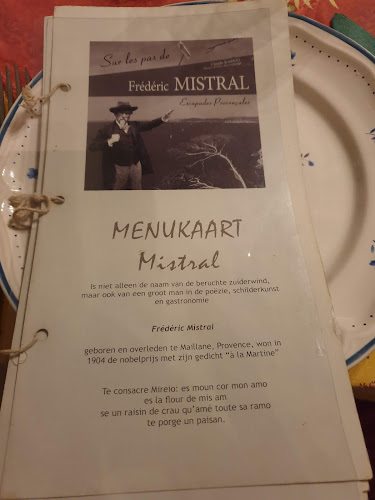 Sur les pas de
Frédéric MISTRAL
Escapades Provençales
MENUKAART
Mistral
Is niet alleen de naam van de beruchte zuiderwind,
maar ook van een groot man in de poëzie, schilderkunst
en gastronomie
Frédéric Mistral
geboren en overleden te Maillane, Provence, won in
1904 de nobelprijs met zijn gedicht "à la Martine"
Te consacre Mireio: es moun cor mon amo
es la flour de mis am
se un raisin de crau qu'amé toute sa ramo
te porge un paisan.